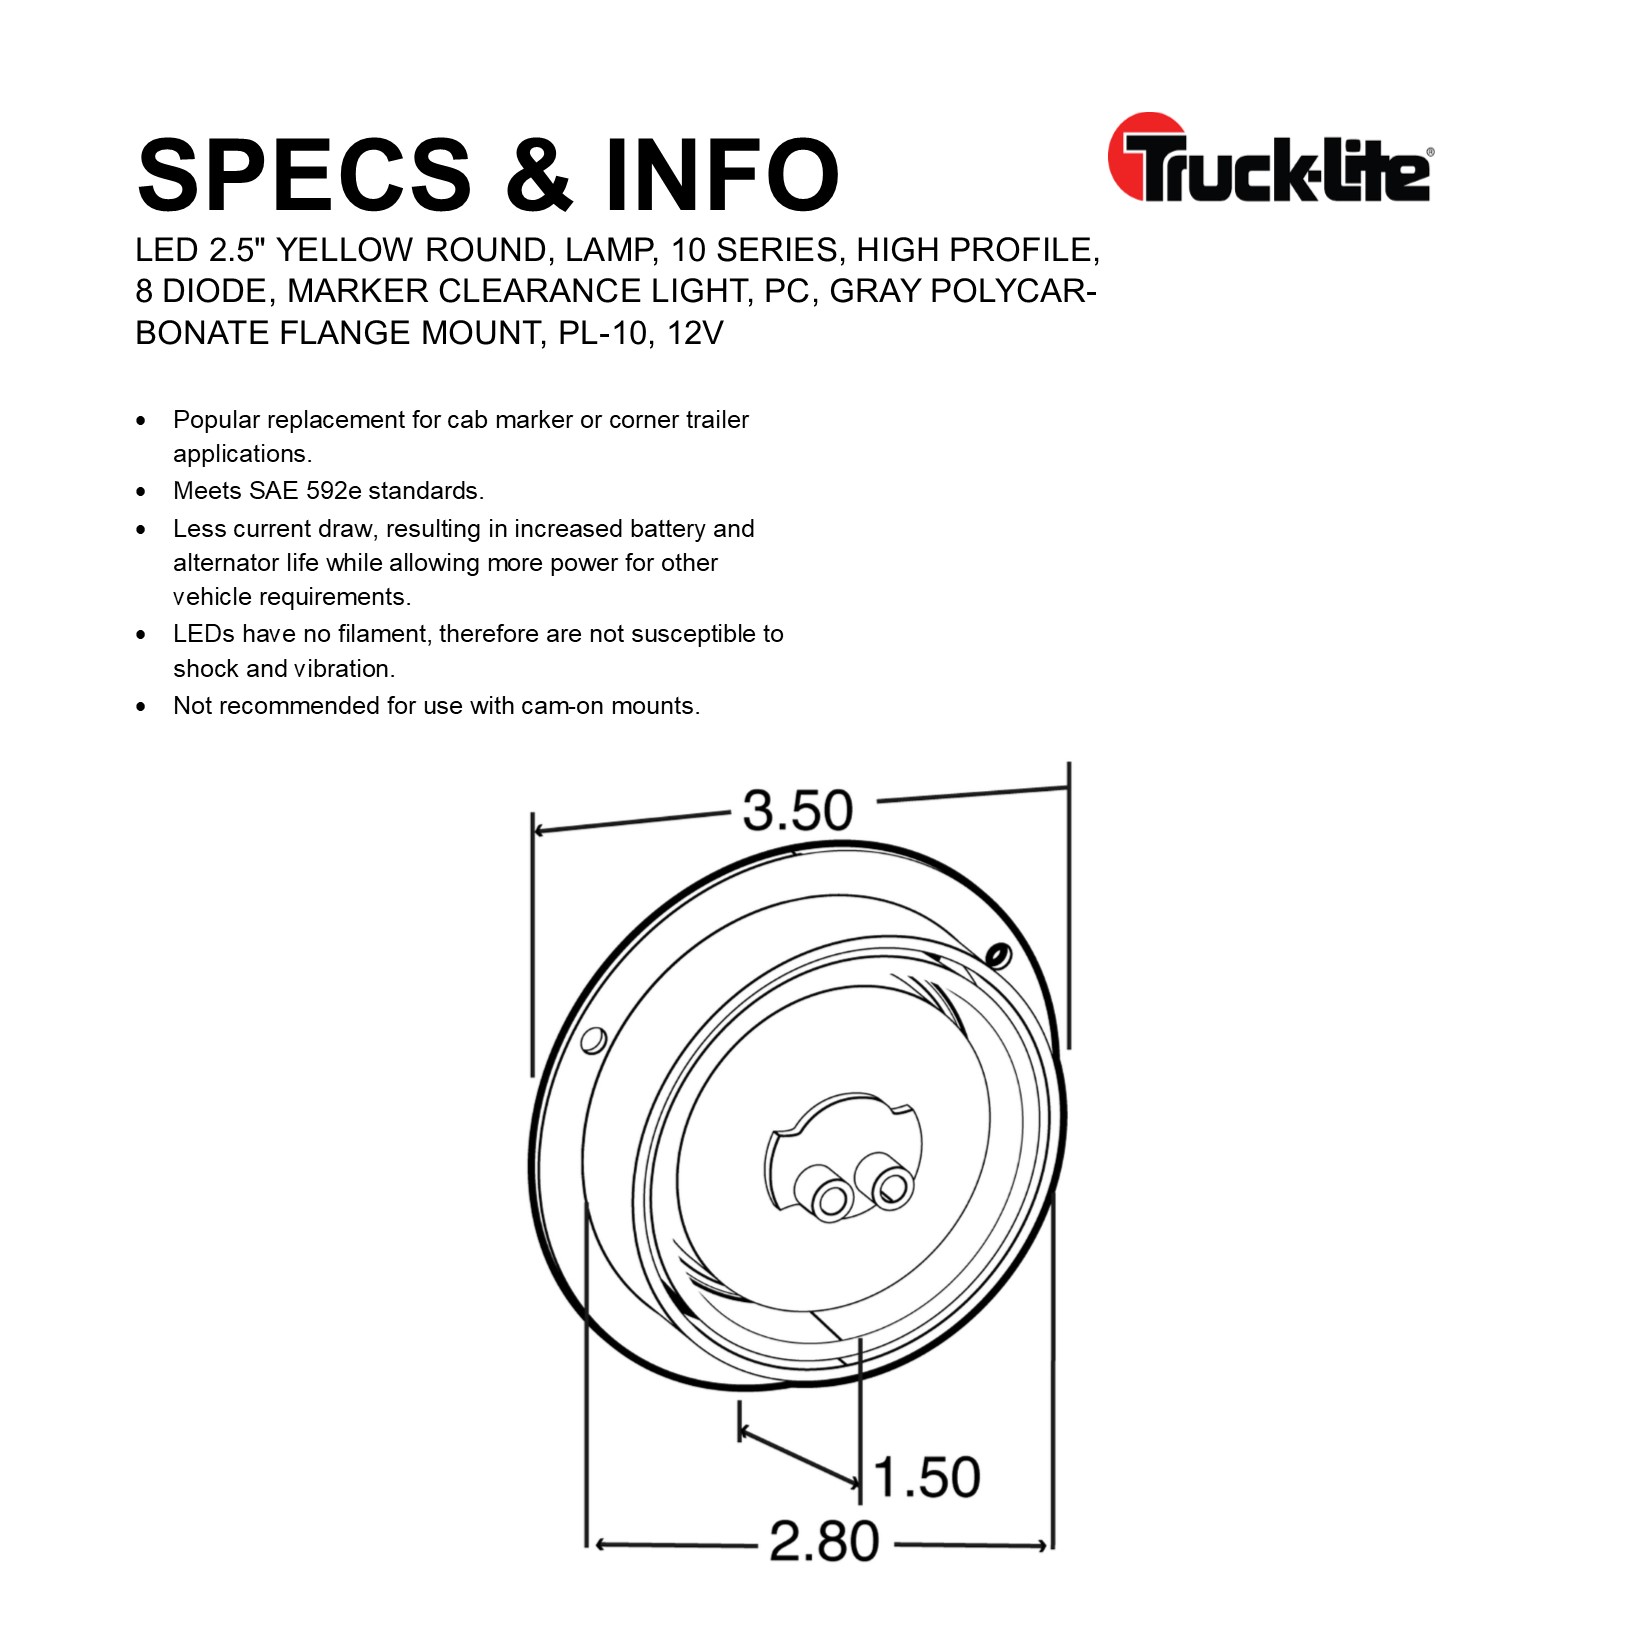 SPECS & INFO
Truck-Lite®
LED 2.5" YELLOW ROUND, LAMP, 10 SERIES, HIGH PROFILE,
8 DIODE, MARKER CLEARANCE LIGHT, PC, GRAY POLYCAR-
BONATE FLANGE MOUNT, PL-10, 12V
• Popular replacement for cab marker or corner trailer
applications.
• Meets SAE 592e standards.
• Less current draw, resulting in increased battery and
alternator life while allowing more power for other
vehicle requirements.
• LEDs have no filament, therefore are not susceptible to
shock and vibration.
• Not recommended for use with cam-on mounts.
3.50
1.50
2.80